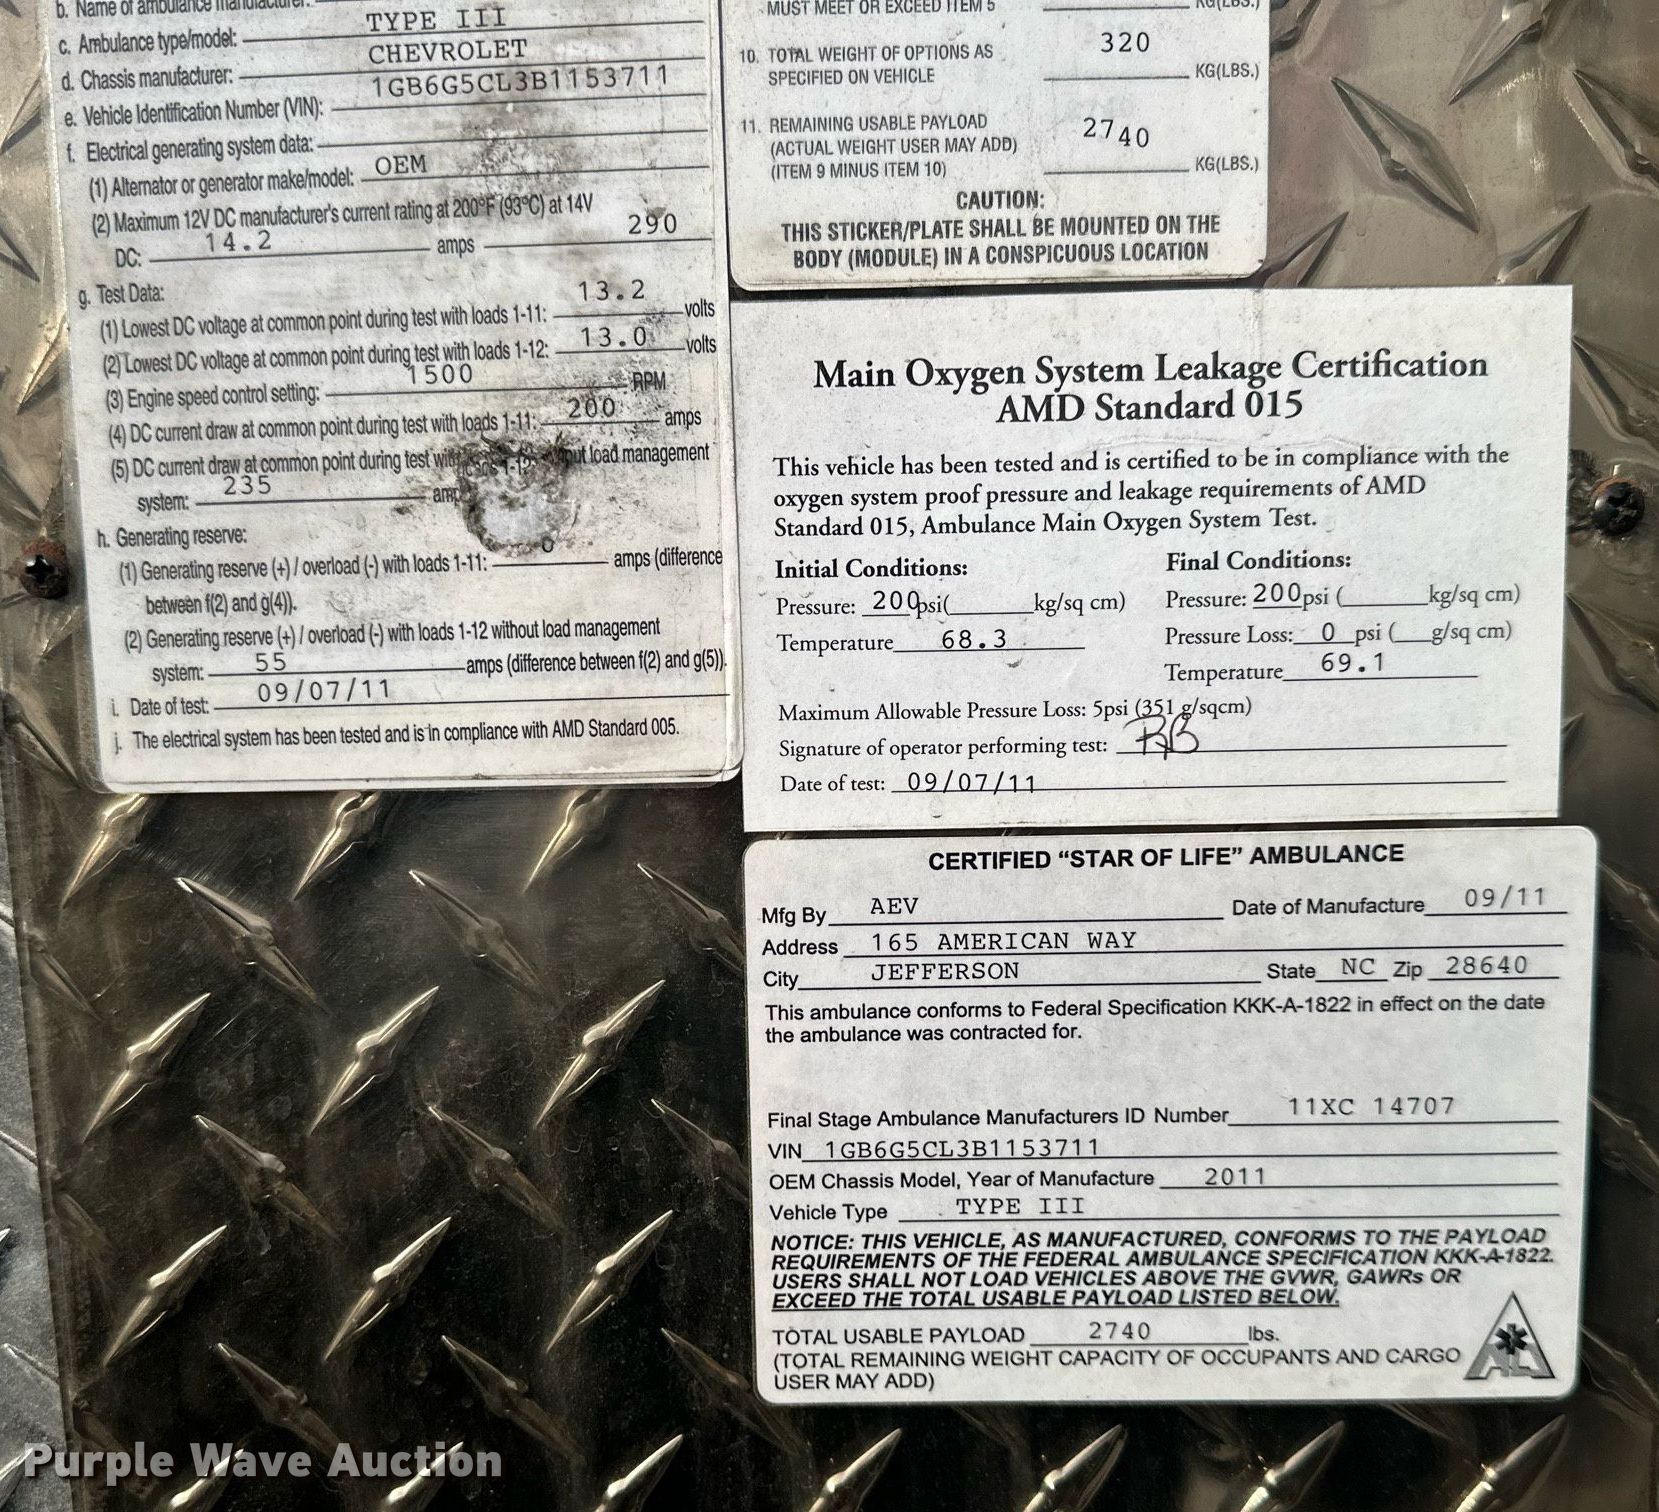 b. Name of ambulance manufacturer:
c. Ambulance type/model: TYPE III
d. Chassis manufacturer: CHEVROLET
e. Vehicle Identification Number (VIN): 1GB6G5CL3B1153711
f. Electrical generating system data:
(1) Alternator or generator make/model: OEM
(2) Maximum 12V DC manufacturer's current rating at 200°F (93°C) at 14V
DC: 14.2 amps 290
g. Test Data:
(1) Lowest DC voltage at common point during test with loads 1-11: 13.2 volts
(2) Lowest DC voltage at common point during test with loads 1-12: 13.0 volts
(3) Engine speed control setting: 1500 RPM
(4) DC current draw at common point during test with loads 1-11: 200 amps
(5) DC current draw at common point during test with loads 1-12 without load management
system: 235 amp
h. Generating reserve:
(1) Generating reserve (+) / overload (-) with loads 1-11: amps (difference
between f(2) and g(4)).
(2) Generating reserve (+) / overload (-) with loads 1-12 without load management
system: 55 amps (difference between f(2) and g(5)).
i. Date of test: 09/07/11
j. The electrical system has been tested and is in compliance with AMD Standard 005.
MUST MEET OR EXCEED ITEM 5 KG(LBS.)
10. TOTAL WEIGHT OF OPTIONS AS 320
SPECIFIED ON VEHICLE KG(LBS.)
11. REMAINING USABLE PAYLOAD 2740
(ACTUAL WEIGHT USER MAY ADD)
(ITEM 9 MINUS ITEM 10) KG(LBS.)
CAUTION:
THIS STICKER/PLATE SHALL BE MOUNTED ON THE
BODY (MODULE) IN A CONSPICUOUS LOCATION
Main Oxygen System Leakage Certification
AMD Standard 015
This vehicle has been tested and is certified to be in compliance with the
oxygen system proof pressure and leakage requirements of AMD
Standard 015, Ambulance Main Oxygen System Test.
Initial Conditions: Final Conditions:
Pressure: 200psi( kg/sq cm) Pressure: 200psi ( kg/sq cm)
Temperature 68.3 Pressure Loss: 0 psi ( g/sq cm)
Temperature 69.1
Maximum Allowable Pressure Loss: 5psi (351 g/sqcm)
Signature of operator performing test: RB
Date of test: 09/07/11
CERTIFIED “STAR OF LIFE” AMBULANCE
Mfg By AEV Date of Manufacture 09/11
Address 165 AMERICAN WAY
City JEFFERSON State NC Zip 28640
This ambulance conforms to Federal Specification KKK-A-1822 in effect on the date
the ambulance was contracted for.
Final Stage Ambulance Manufacturers ID Number 11XC 14707
VIN 1GB6G5CL3B1153711
OEM Chassis Model, Year of Manufacture 2011
Vehicle Type TYPE III
NOTICE: THIS VEHICLE, AS MANUFACTURED, CONFORMS TO THE PAYLOAD
REQUIREMENTS OF THE FEDERAL AMBULANCE SPECIFICATION KKK-A-1822.
USERS SHALL NOT LOAD VEHICLES ABOVE THE GVWR, GAWRs OR
EXCEED THE TOTAL USABLE PAYLOAD LISTED BELOW.
TOTAL USABLE PAYLOAD 2740 lbs.
(TOTAL REMAINING WEIGHT CAPACITY OF OCCUPANTS AND CARGO
USER MAY ADD)
Purple Wave Auction